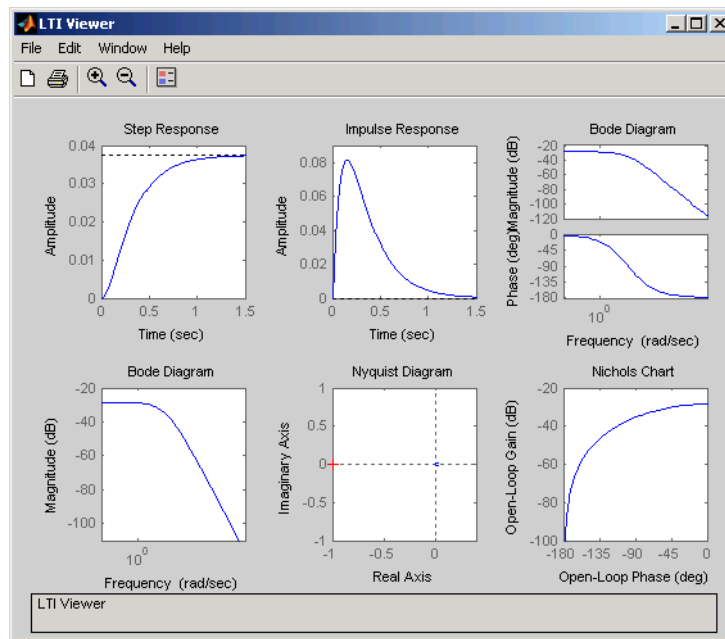 LTI Viewer
File Edit Window Help
Step Response
0.04
0.03
0.02
0.01
0
Amplitude
0 0.5 1 1.5
Time (sec)
Impulse Response
0.08
0.06
0.04
0.02
0
Amplitude
0 0.5 1 1.5
Time (sec)
Bode Diagram
-20
-40
-60
-80
-100
-120
Magnitude (dB)
0
-45
-90
-135
-180
Phase (deg)
10^0
Frequency (rad/sec)
Bode Diagram
-20
-40
-60
-80
-100
Magnitude (dB)
10^0
Frequency (rad/sec)
Nyquist Diagram
1
0.5
0
-0.5
-1
Imaginary Axis
-1 -0.5 0
Real Axis
Nichols Chart
-20
-40
-60
-80
-100
Open-Loop Gain (dB)
-180 -135 -90 -45 0
Open-Loop Phase (deg)
LTI Viewer